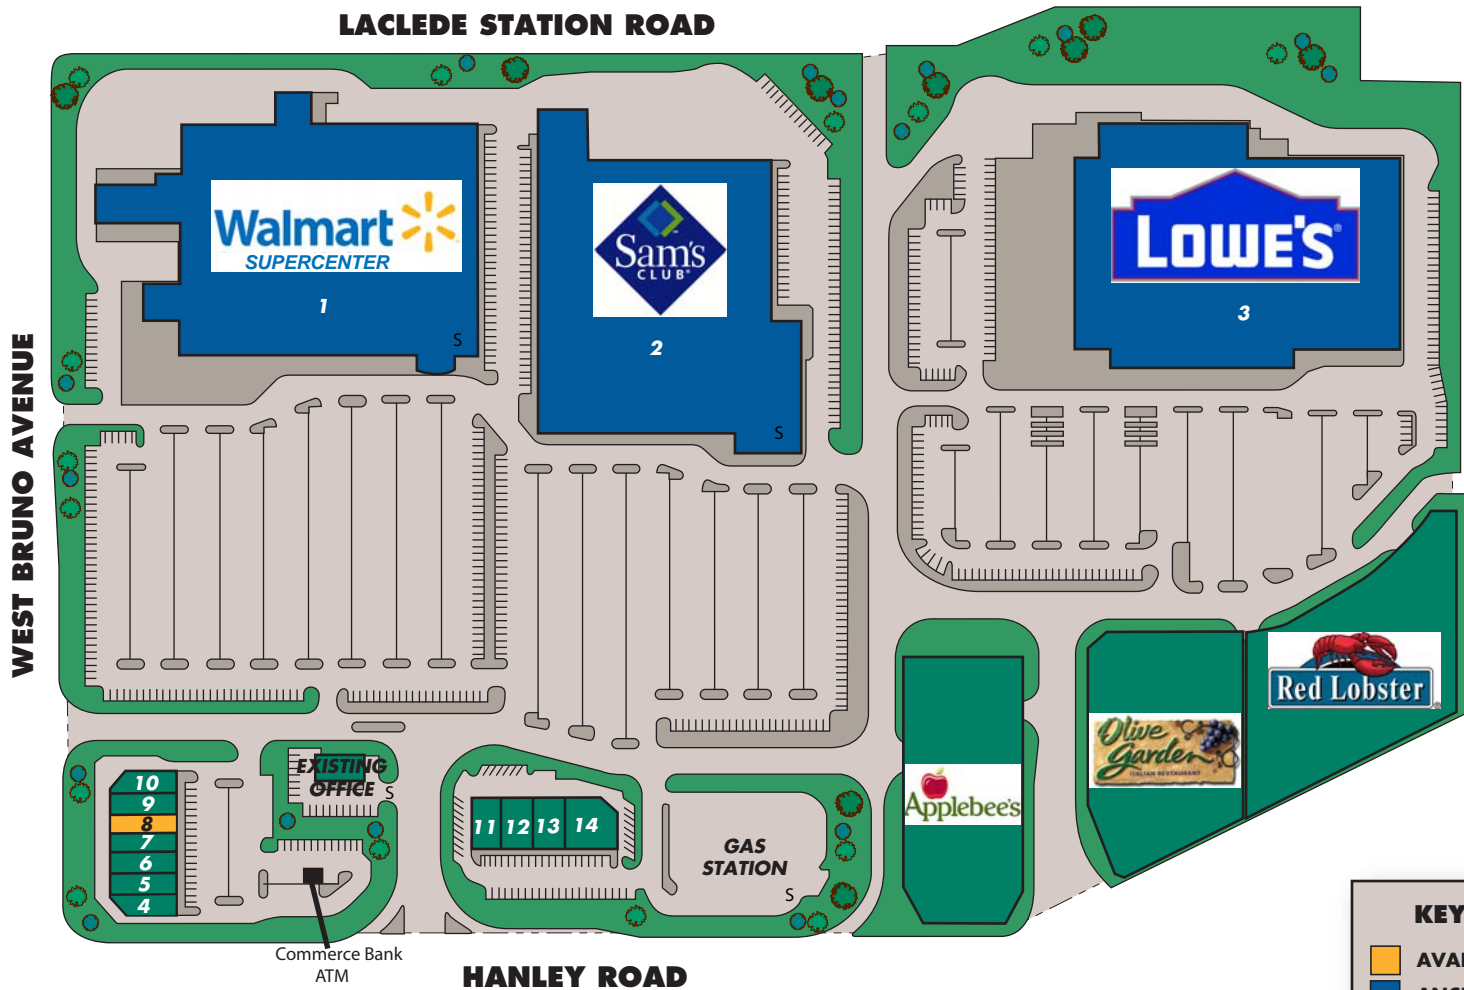 LACLEDE STATION ROAD
WEST BRUNO AVENUE
Walmart
SUPERCENTER
1
Sam's
CLUB®
2
LOWE'S®
3
S
S
Red Lobster®
Olive
Garden
ITALIAN RESTAURANT
Applebee's
EXISTING
OFFICE
S
10
9
8
7
6
5
4
11 12 13 14
GAS
STATION
S
Commerce Bank
ATM
HANLEY ROAD
KEY